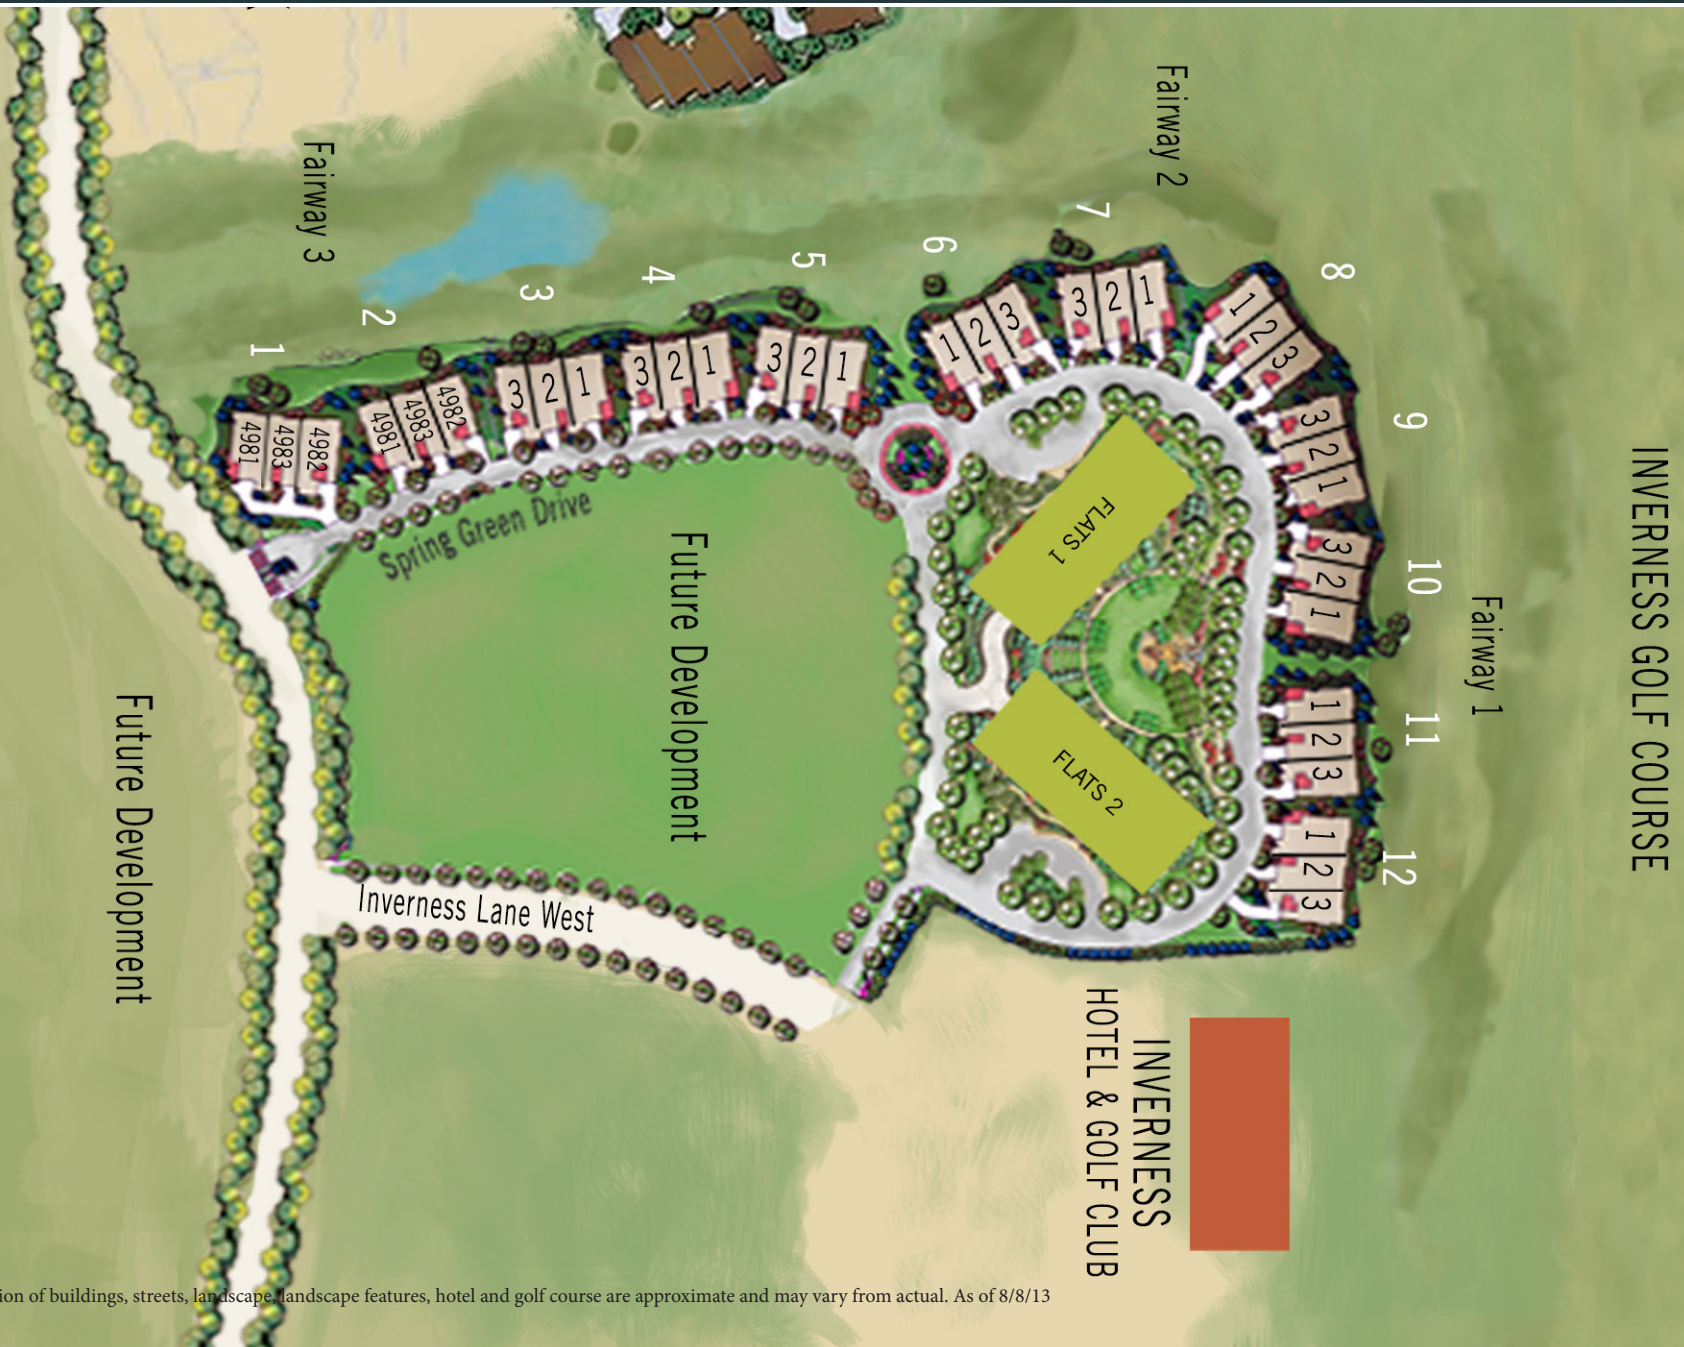 Fairway 3
Fairway 2
7
6
5
8
4
3
2
1
4981
4983
4982
4981
4983
4982
3 2 1
3 2 1
3 2 1
1 2 3
3 2 1
1 2 3
9
3 2 1
10
3 2 1
11
1 2 3
12
1 2 3
INVERNESS GOLF COURSE
Fairway 1
Spring Green Drive
Future Development
FLATS 1
FLATS 2
Future Development
Inverness Lane West
INVERNESS
HOTEL & GOLF CLUB
of buildings, streets, landscape, landscape features, hotel and golf course are approximate and may vary from actual. As of 8/8/13